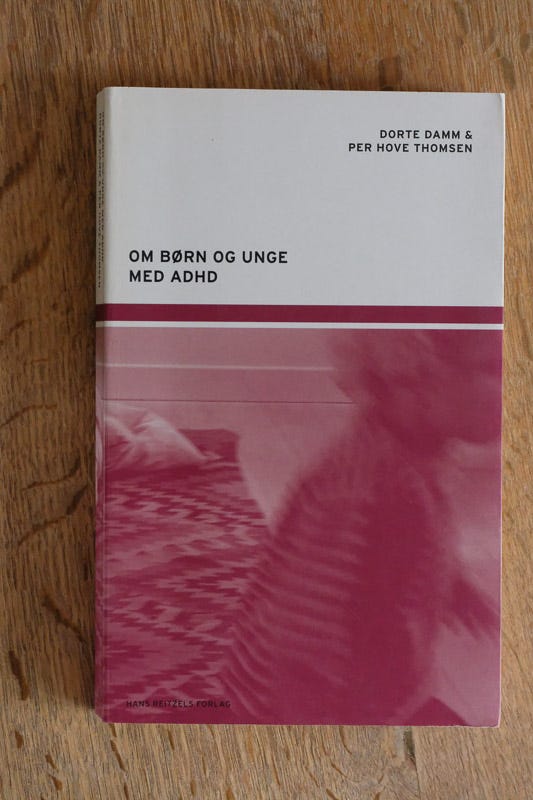 DORTE DAMM &
PER HOVE THOMSEN
OM BØRN OG UNGE
MED ADHD
HANS REITZELS FORLAG